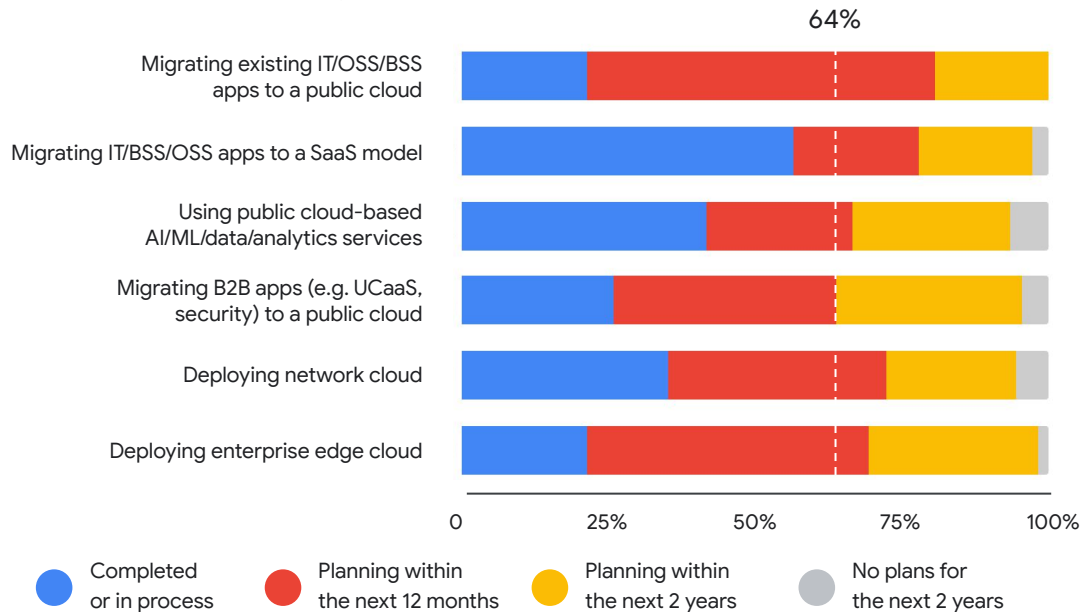 64%
Migrating existing IT/OSS/BSS
apps to a public cloud
Migrating IT/BSS/OSS apps to a SaaS model
Using public cloud-based
AI/ML/data/analytics services
Migrating B2B apps (e.g. UCaaS,
security) to a public cloud
Deploying network cloud
Deploying enterprise edge cloud
0 25% 50% 75% 100%
Completed
or in process
Planning within
the next 12 months
Planning within
the next 2 years
No plans for
the next 2 years